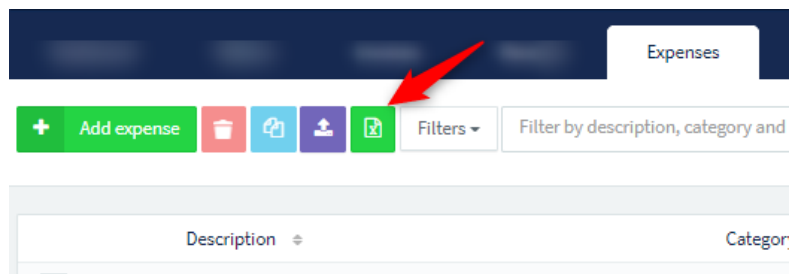 Expenses
Add expense
Filters
Filter by description, category and
Description
Category